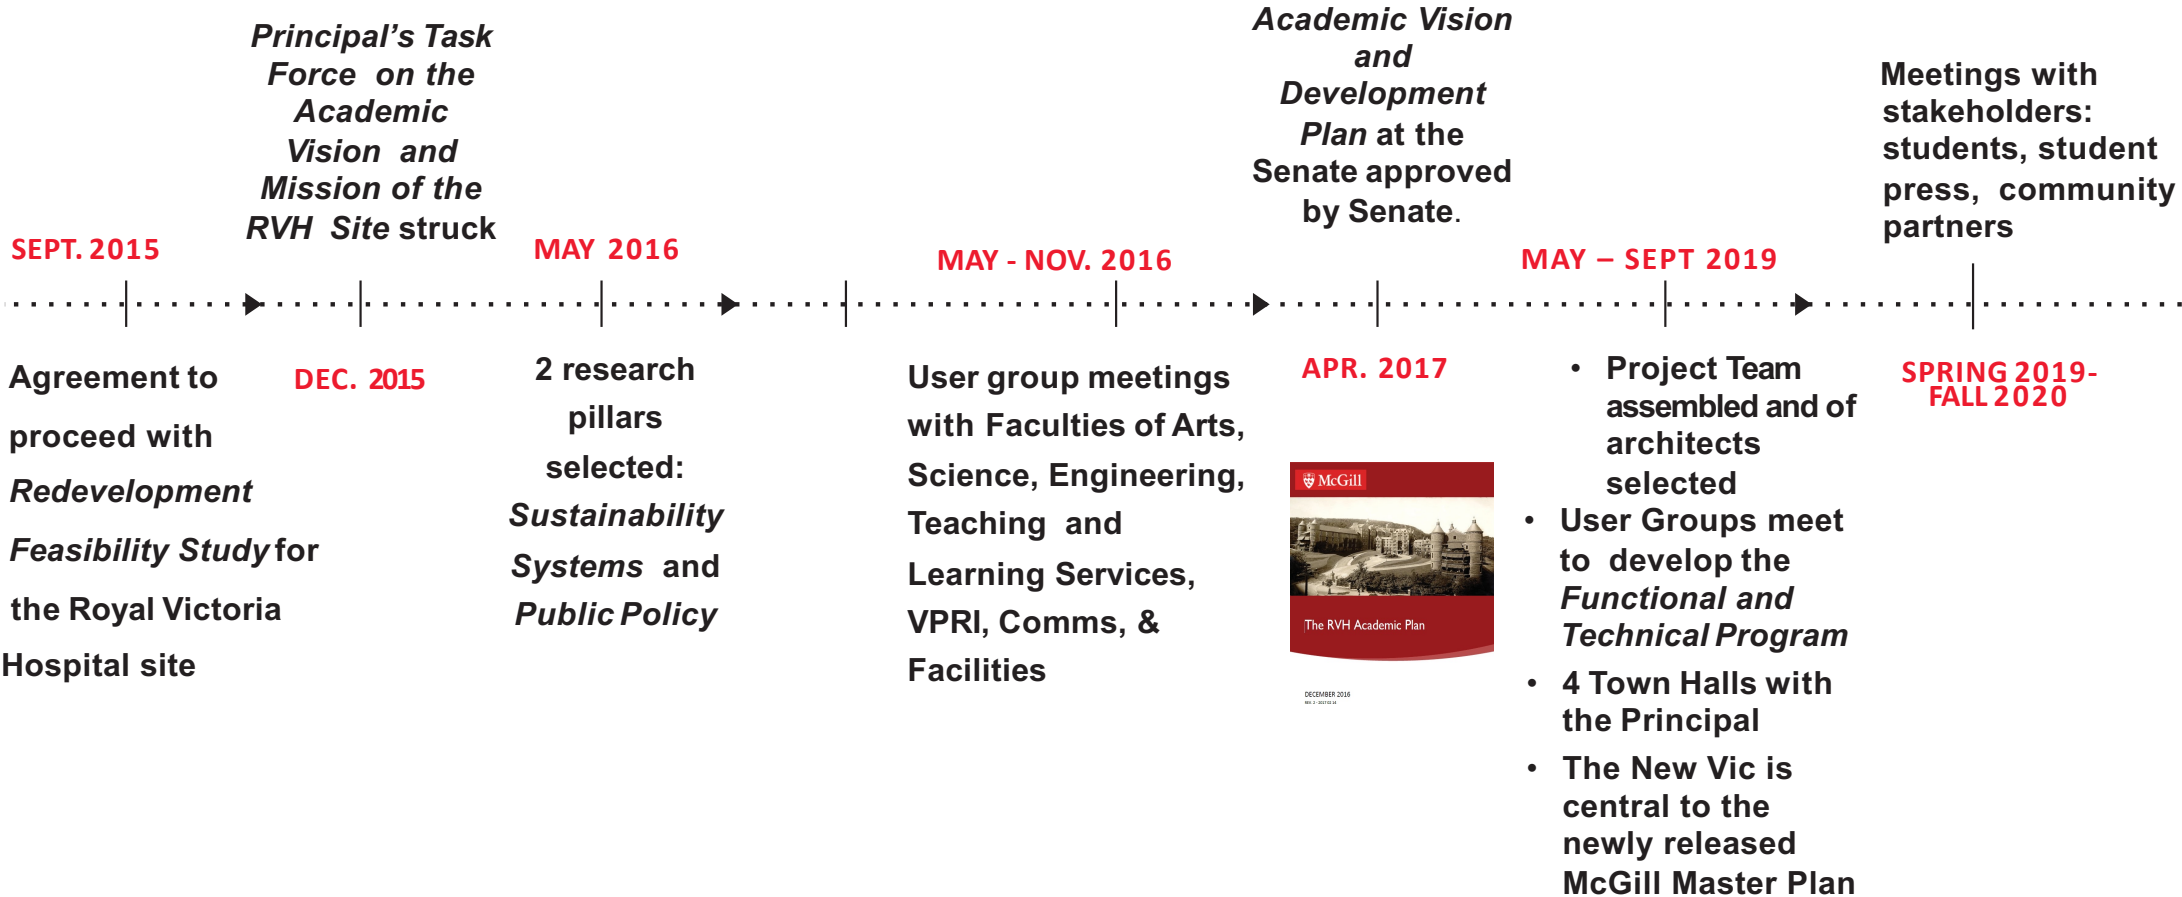 SEPT. 2015
Agreement to
proceed with
Redevelopment
Feasibility Study for
the Royal Victoria
Hospital site
Principal’s Task
Force on the
Academic
Vision and
Mission of the
RVH Site struck
DEC. 2015
MAY 2016
2 research
pillars
selected:
Sustainability
Systems and
Public Policy
MAY - NOV. 2016
User group meetings
with Faculties of Arts,
Science, Engineering,
Teaching and
Learning Services,
VPRI, Comms, &
Facilities
Academic Vision
and
Development
Plan at the
Senate approved
by Senate.
APR. 2017
McGill
The RVH Academic Plan
DECEMBER 2016
MAY – SEPT 2019
• Project Team
assembled and of
architects
selected
• User Groups meet
to develop the
Functional and
Technical Program
• 4 Town Halls with
the Principal
• The New Vic is
central to the
newly released
McGill Master Plan
Meetings with
stakeholders:
students, student
press, community
partners
SPRING 2019-
FALL 2020